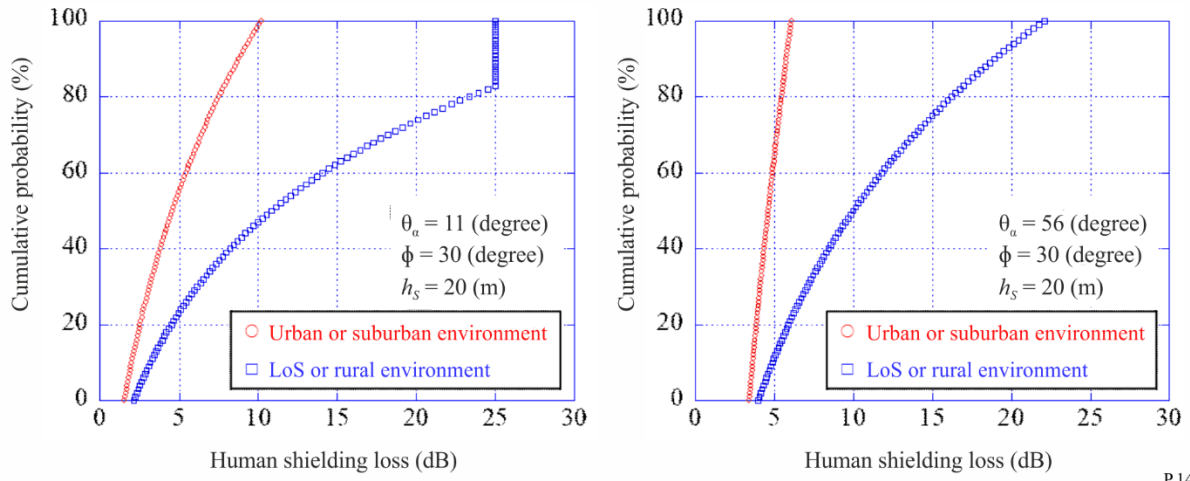 100
80
60
40
20
0
Cumulative probability (%)
θα = 11 (degree)
ϕ = 30 (degree)
hS = 20 (m)
Urban or suburban environment
LoS or rural environment
0 5 10 15 20 25 30
Human shielding loss (dB)
100
80
60
40
20
0
Cumulative probability (%)
θα = 56 (degree)
ϕ = 30 (degree)
hS = 20 (m)
Urban or suburban environment
LoS or rural environment
0 5 10 15 20 25 30
Human shielding loss (dB)